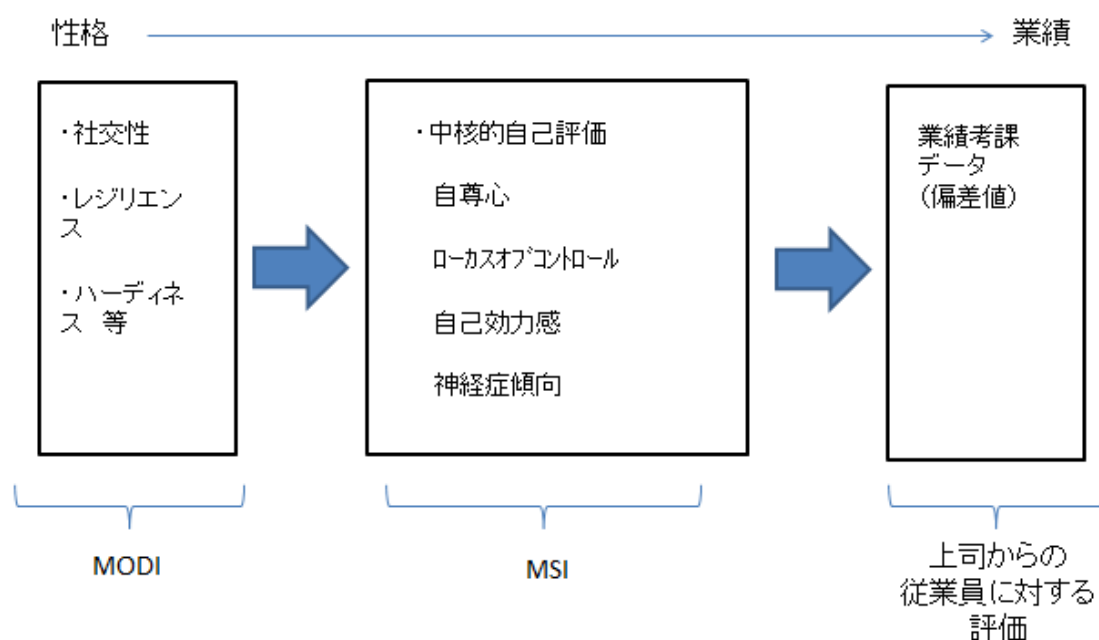 性格
業績
・社交性
・レジリエン
ス
・ハーディネ
ス 等
・中核的自己評価
自尊心
ローカスオブコントロール
自己効力感
神経症傾向
業績考課
データ
(偏差値)
MODI
MSI
上司からの
従業員に対する
評価